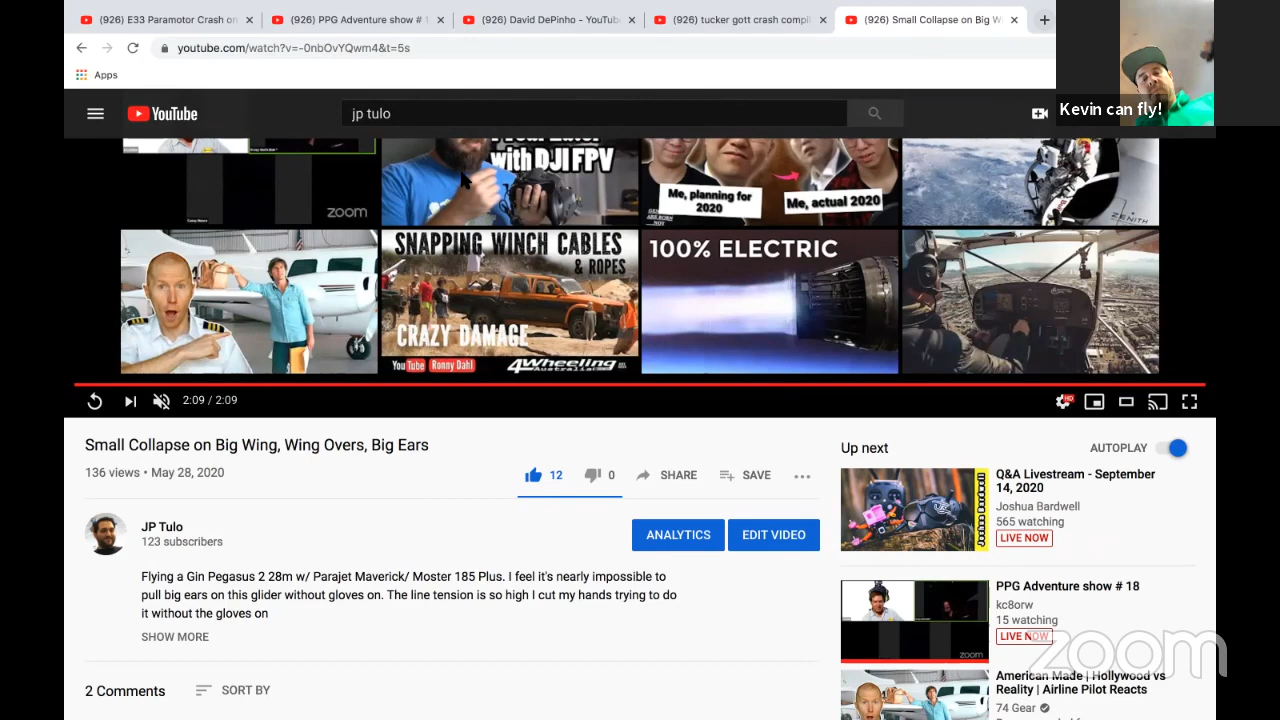 (926) E33 Paramotor Crash on
(926) PPG Adventure show # 1
(926) David DePinho - YouTube
(926) tucker gott crash compil
(926) Small Collapse on Big Wi
youtube.com/watch?v=-0nbOvYQwm4&t=5s
Apps
Kevin can fly!
YouTube
jp tulo
with DJI FPV
zoom
Me, planning for
2020
Me, actual 2020
ZENITH
SNAPPING WINCH CABLES
& ROPES
CRAZY DAMAGE
YouTube Ronny Dahl
4Wheeling
Australia
100% ELECTRIC
2:09 / 2:09
HD
Small Collapse on Big Wing, Wing Overs, Big Ears
136 views • May 28, 2020
12
0
SHARE
SAVE
JP Tulo
123 subscribers
ANALYTICS
EDIT VIDEO
Flying a Gin Pegasus 2 28m w/ Parajet Maverick/ Moster 185 Plus. I feel it's nearly impossible to
pull big ears on this glider without gloves on. The line tension is so high I cut my hands trying to do
it without the gloves on
SHOW MORE
2 Comments
SORT BY
Up next
AUTOPLAY
Q&A Livestream - September
14, 2020
Joshua Bardwell
565 watching
LIVE NOW
Joshua Bardwell
PPG Adventure show # 18
kc8orw
15 watching
LIVE NOW
zoom
zoom
American Made | Hollywood vs
Reality | Airline Pilot Reacts
74 Gear